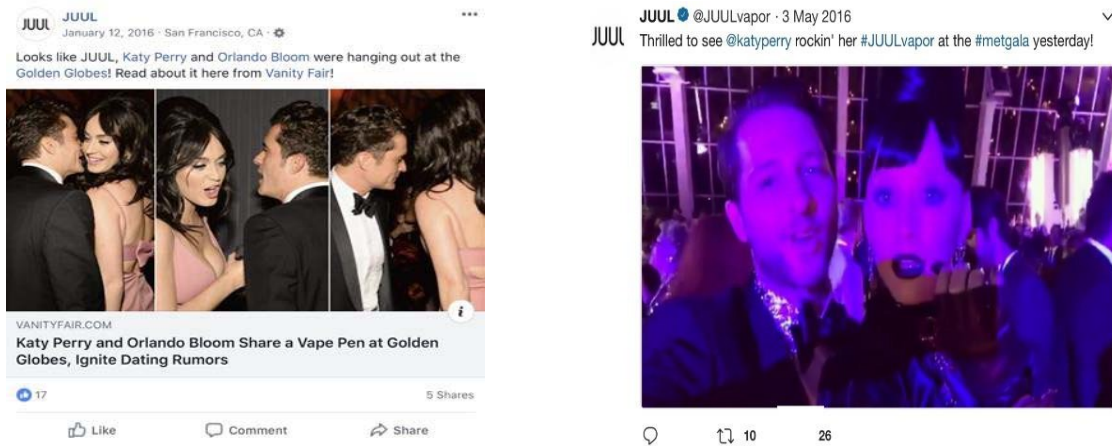 JUUL
JUUL
January 12, 2016 · San Francisco, CA ·
Looks like JUUL, Katy Perry and Orlando Bloom were hanging out at the
Golden Globes! Read about it here from Vanity Fair!
i
VANITYFAIR.COM
Katy Perry and Orlando Bloom Share a Vape Pen at Golden
Globes, Ignite Dating Rumors
17
5 Shares
Like Comment Share
JUUL
JUUL @JUULvapor · 3 May 2016
Thrilled to see @katyperry rockin' her #JUULvapor at the #metgala yesterday!
10 26